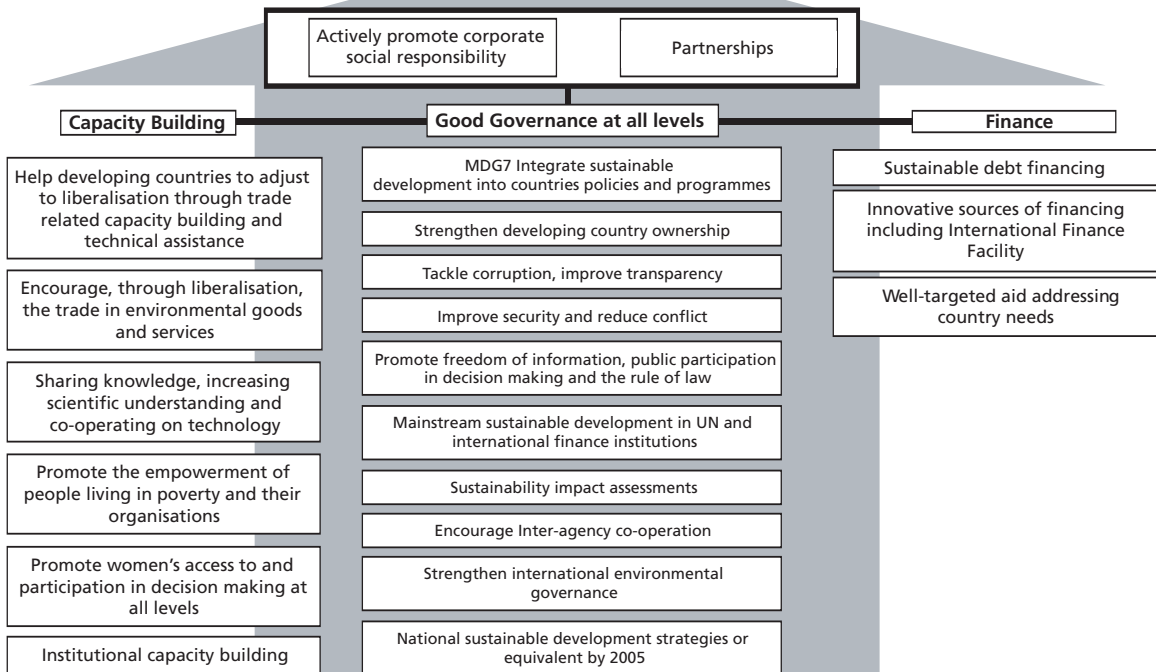 Actively promote corporate
social responsibility
Partnerships
Capacity Building
Good Governance at all levels
Finance
Help developing countries to adjust
to liberalisation through trade
related capacity building and
technical assistance
Encourage, through liberalisation,
the trade in environmental goods
and services
Sharing knowledge, increasing
scientific understanding and
co-operating on technology
Promote the empowerment of
people living in poverty and their
organisations
Promote women's access to and
participation in decision making at
all levels
Institutional capacity building
MDG7 Integrate sustainable
development into countries policies and programmes
Strengthen developing country ownership
Tackle corruption, improve transparency
Improve security and reduce conflict
Promote freedom of information, public participation
in decision making and the rule of law
Mainstream sustainable development in UN and
international finance institutions
Sustainability impact assessments
Encourage Inter-agency co-operation
Strengthen international environmental
governance
National sustainable development strategies or
equivalent by 2005
Sustainable debt financing
Innovative sources of financing
including International Finance
Facility
Well-targeted aid addressing
country needs